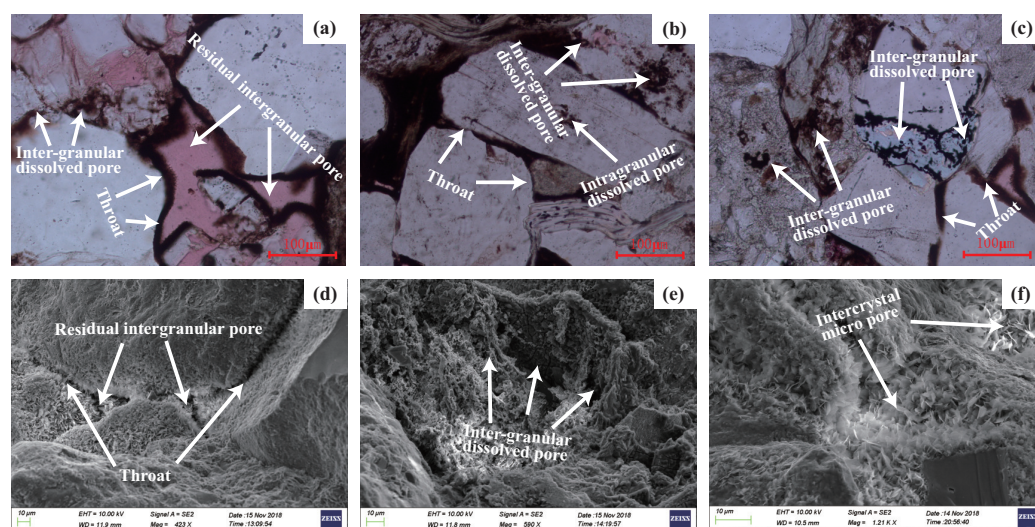 (a)
Residual intergranular pore
Inter-granular
dissolved pore
Throat
100μm
(b)
Inter-granular
dissolved pore
Throat
Intragranular
dissolved pore
100μm
(c)
Inter-granular
dissolved pore
Inter-granular
dissolved pore
Throat
100μm
(d)
Residual intergranular pore
Throat
10 μm
EHT = 10.00 kV
WD = 11.9 mm
Signal A = SE2
Mag = 423 X
Date :15 Nov 2018
Time :13:09:54
ZEISS
(e)
Inter-granular
dissolved pore
10 μm
EHT = 10.00 kV
WD = 11.8 mm
Signal A = SE2
Mag = 590 X
Date :15 Nov 2018
Time :14:19:57
ZEISS
(f)
Intercrystal
micro pore
10 μm
EHT = 10.00 kV
WD = 10.5 mm
Signal A = SE2
Mag = 1.21 K X
Date :14 Nov 2018
Time :20:56:40
ZEISS